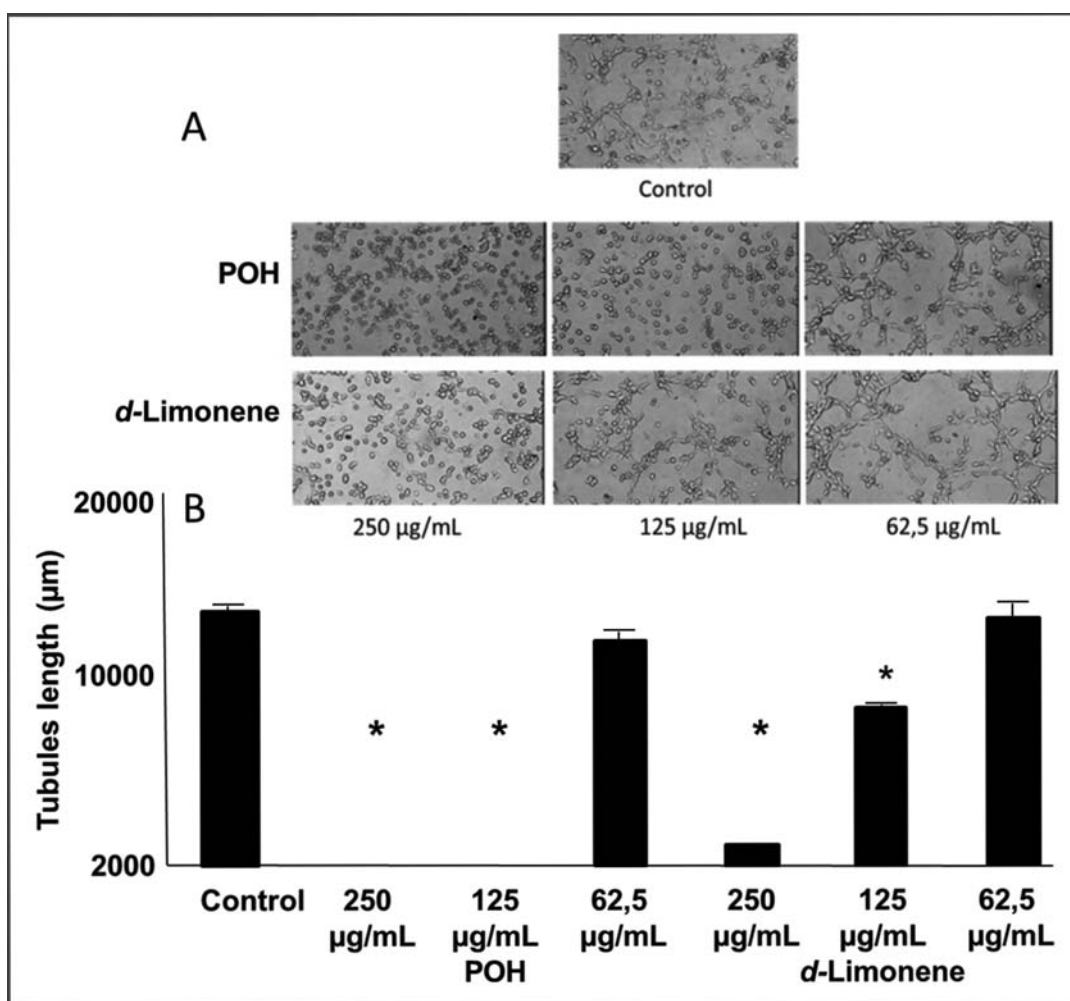 A
Control
POH
d-Limonene
250 µg/mL
125 µg/mL
62,5 µg/mL
B
Tubules length (µm)
20000
10000
2000
*
*
*
*
Control
250
µg/mL
125
µg/mL
62,5
µg/mL
250
µg/mL
125
µg/mL
62,5
µg/mL
POH
d-Limonene